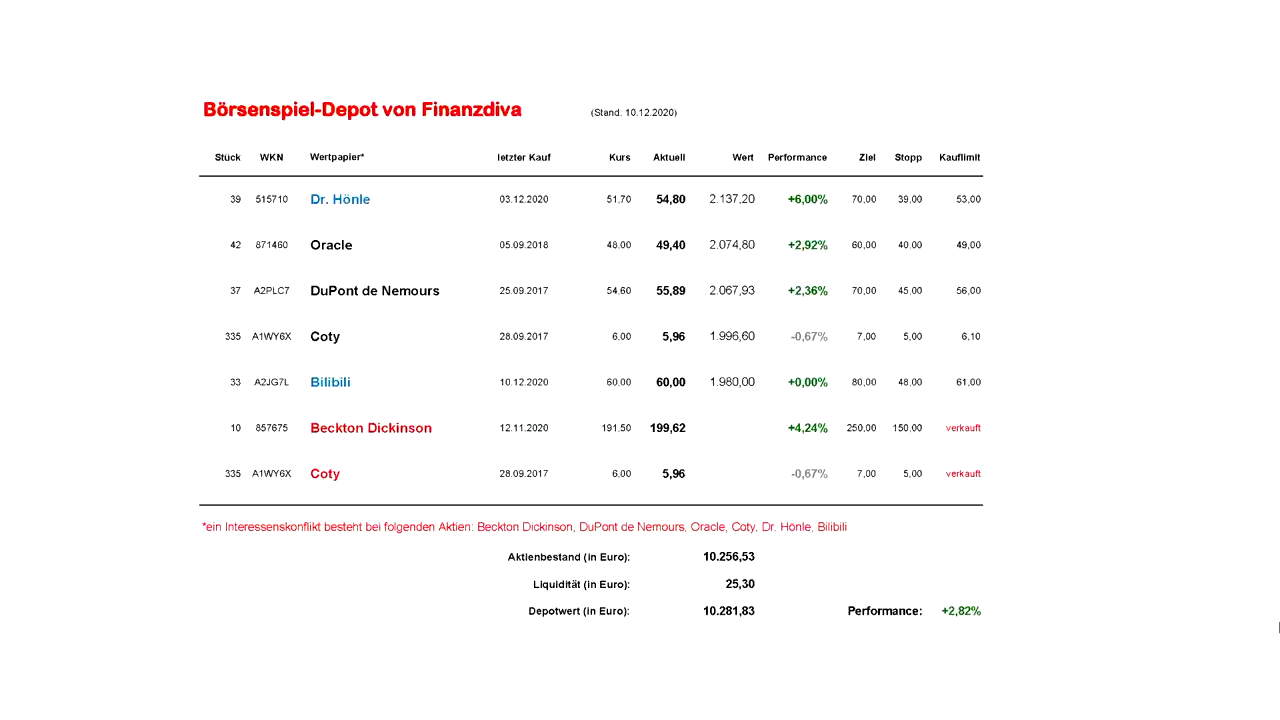 Börsenspiel-Depot von Finanzdiva (Stand: 10.12.2020)
Stück WKN Wertpapier* letzter Kauf Kurs Aktuell Wert Performance Ziel Stopp Kauflimit
39 515710 Dr. Hönle 03.12.2020 51,70 54,80 2.137,20 +6,00% 70,00 39,00 53,00
42 871460 Oracle 05.09.2018 48,00 49,40 2.074,80 +2,92% 60,00 40,00 49,00
37 A2PLC7 DuPont de Nemours 25.09.2017 54,60 55,89 2.067,93 +2,36% 70,00 45,00 56,00
335 A1WY6X Coty 28.09.2017 6,00 5,96 1.996,60 -0,67% 7,00 5,00 6,10
33 A2JG7L Bilibili 10.12.2020 60,00 60,00 1.980,00 +0,00% 80,00 48,00 61,00
10 857675 Beckton Dickinson 12.11.2020 191,50 199,62 +4,24% 250,00 150,00 verkauft
335 A1WY6X Coty 28.09.2017 6,00 5,96 -0,67% 7,00 5,00 verkauft
*ein Interessenskonflikt besteht bei folgenden Aktien: Beckton Dickinson, DuPont de Nemours, Oracle, Coty, Dr. Hönle, Bilibili
Aktienbestand (in Euro): 10.256,53
Liquidität (in Euro): 25,30
Depotwert (in Euro): 10.281,83 Performance: +2,82%